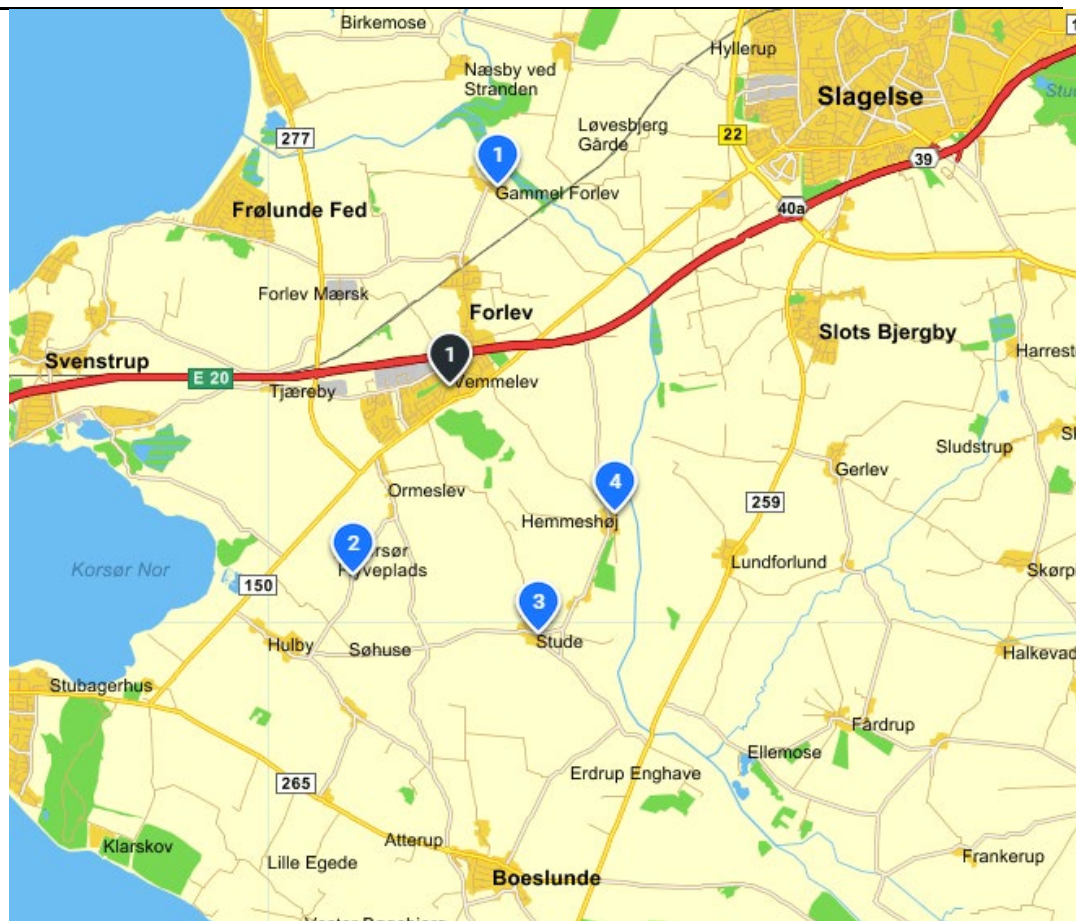 Birkemose
Hyllerup
Næsby ved
Stranden
Slagelse
Løvesbjerg
Gårde
277
22
39
1
Gammel Forlev
Frølunde Fed
40a
Forlev Mærsk
Forlev
Slots Bjergby
Svenstrup
1
E 20
Tjæreby
Vemmelev
Sludstrup
Gerlev
4
Ormeslev
259
Hemmeshøj
2
Lundforlund
Korsør Nor
150
3
Hulby
Søhuse
Stude
Halkevad
Stubagerhus
Fårdrup
Ellemose
Erdrup Enghave
265
Atterup
Klarskov
Lille Egede
Frankerup
Boeslunde